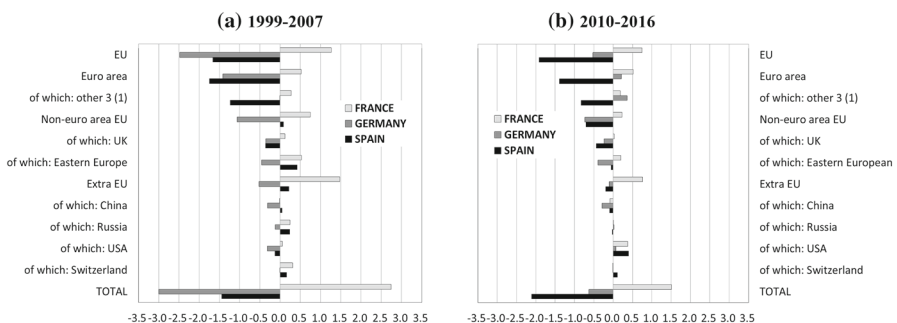 (a) 1999-2007
EU
Euro area
of which: other 3 (1)
Non-euro area EU
of which: UK
of which: Eastern Europe
Extra EU
of which: China
of which: Russia
of which: USA
of which: Switzerland
TOTAL
FRANCE
GERMANY
SPAIN
-3.5 -3.0 -2.5 -2.0 -1.5 -1.0 -0.5 0.0 0.5 1.0 1.5 2.0 2.5 3.0 3.5
(b) 2010-2016
FRANCE
GERMANY
SPAIN
EU
Euro area
of which: other 3 (1)
Non-euro area EU
of which: UK
of which: Eastern European
Extra EU
of which: China
of which: Russia
of which: USA
of which: Switzerland
TOTAL
-3.5 -3.0 -2.5 -2.0 -1.5 -1.0 -0.5 0.0 0.5 1.0 1.5 2.0 2.5 3.0 3.5